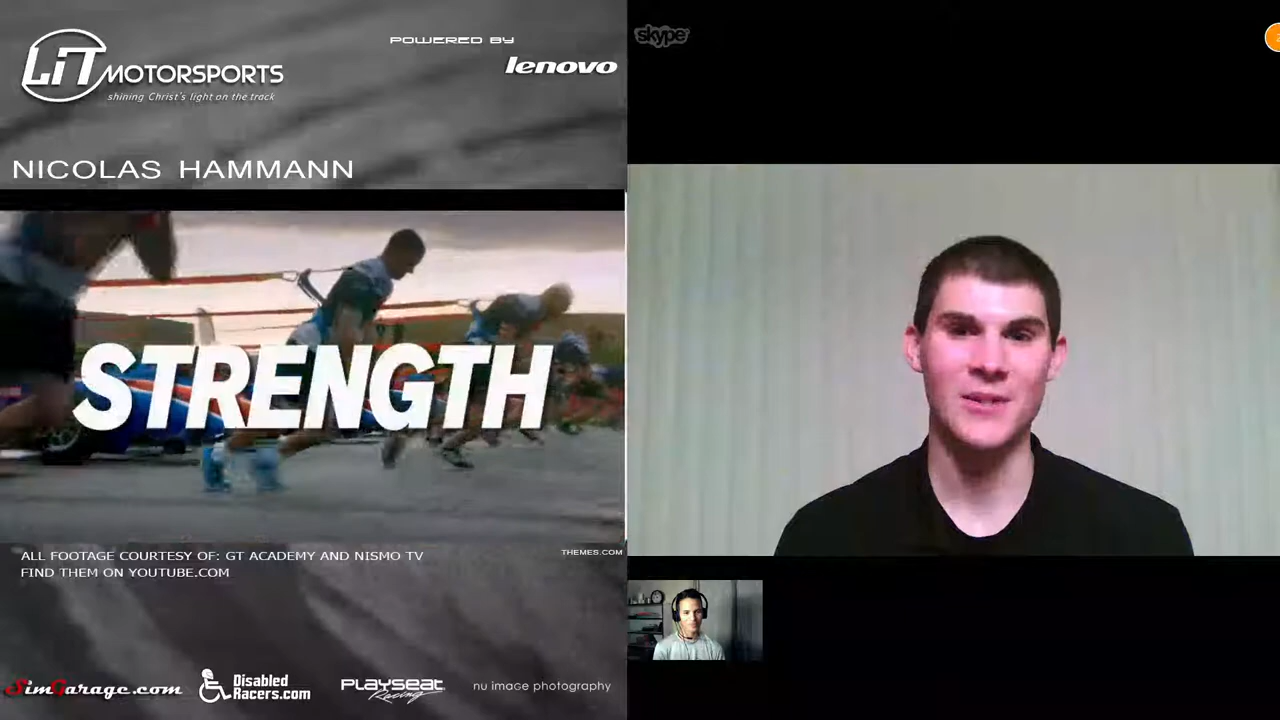 LiT MOTORSPORTS
shining Christ's light on the track
POWERED BY
lenovo
NICOLAS HAMMANN
skype
STRENGTH
ALL FOOTAGE COURTESY OF: GT ACADEMY AND NISMO TV
FIND THEM ON YOUTUBE.COM
THEMES.COM
SimGarage.com
Disabled
Racers.com
PLAYSEAT
Racing
nu image photography